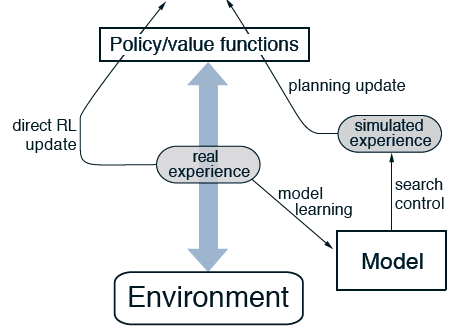 Policy/value functions
planning update
direct RL
update
simulated
experience
real
experience
model
learning
search
control
Model
Environment